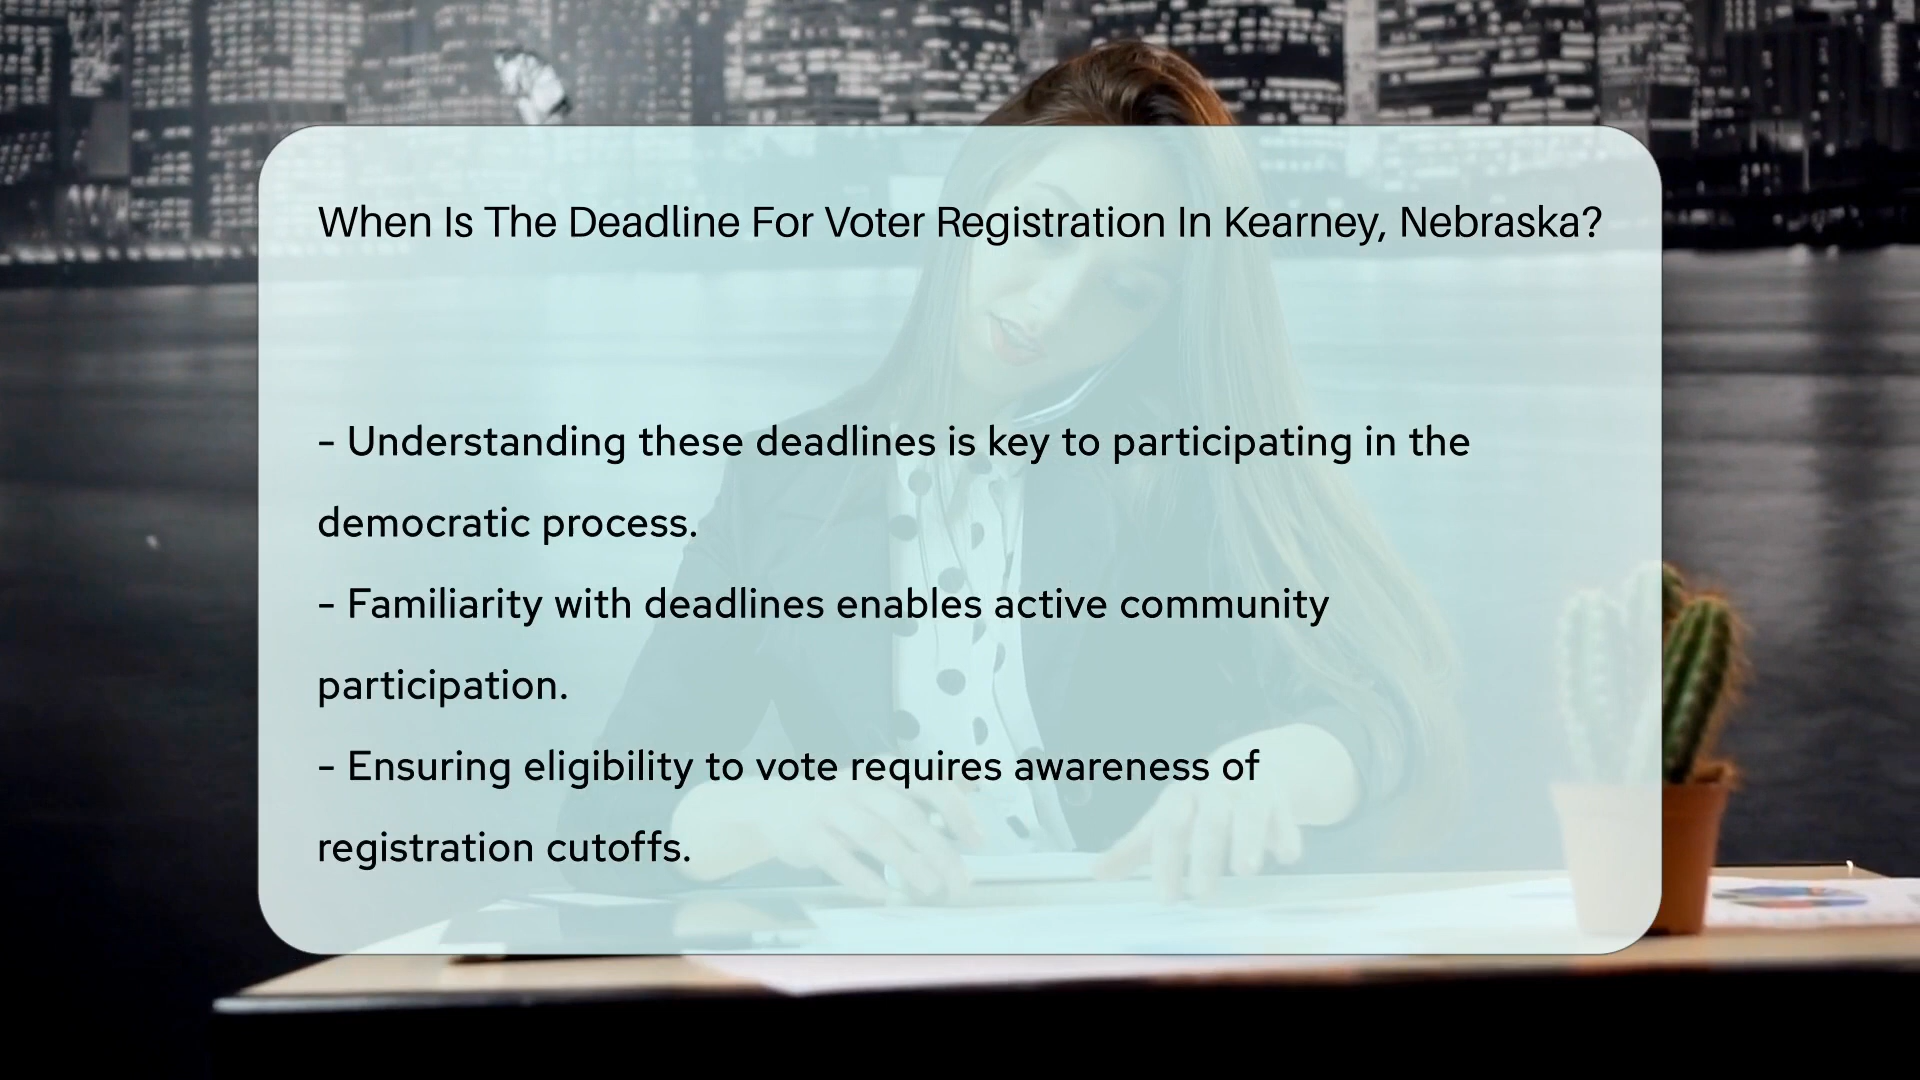 When Is The Deadline For Voter Registration In Kearney, Nebraska?
- Understanding these deadlines is key to participating in the
democratic process.
- Familiarity with deadlines enables active community
participation.
- Ensuring eligibility to vote requires awareness of
registration cutoffs.